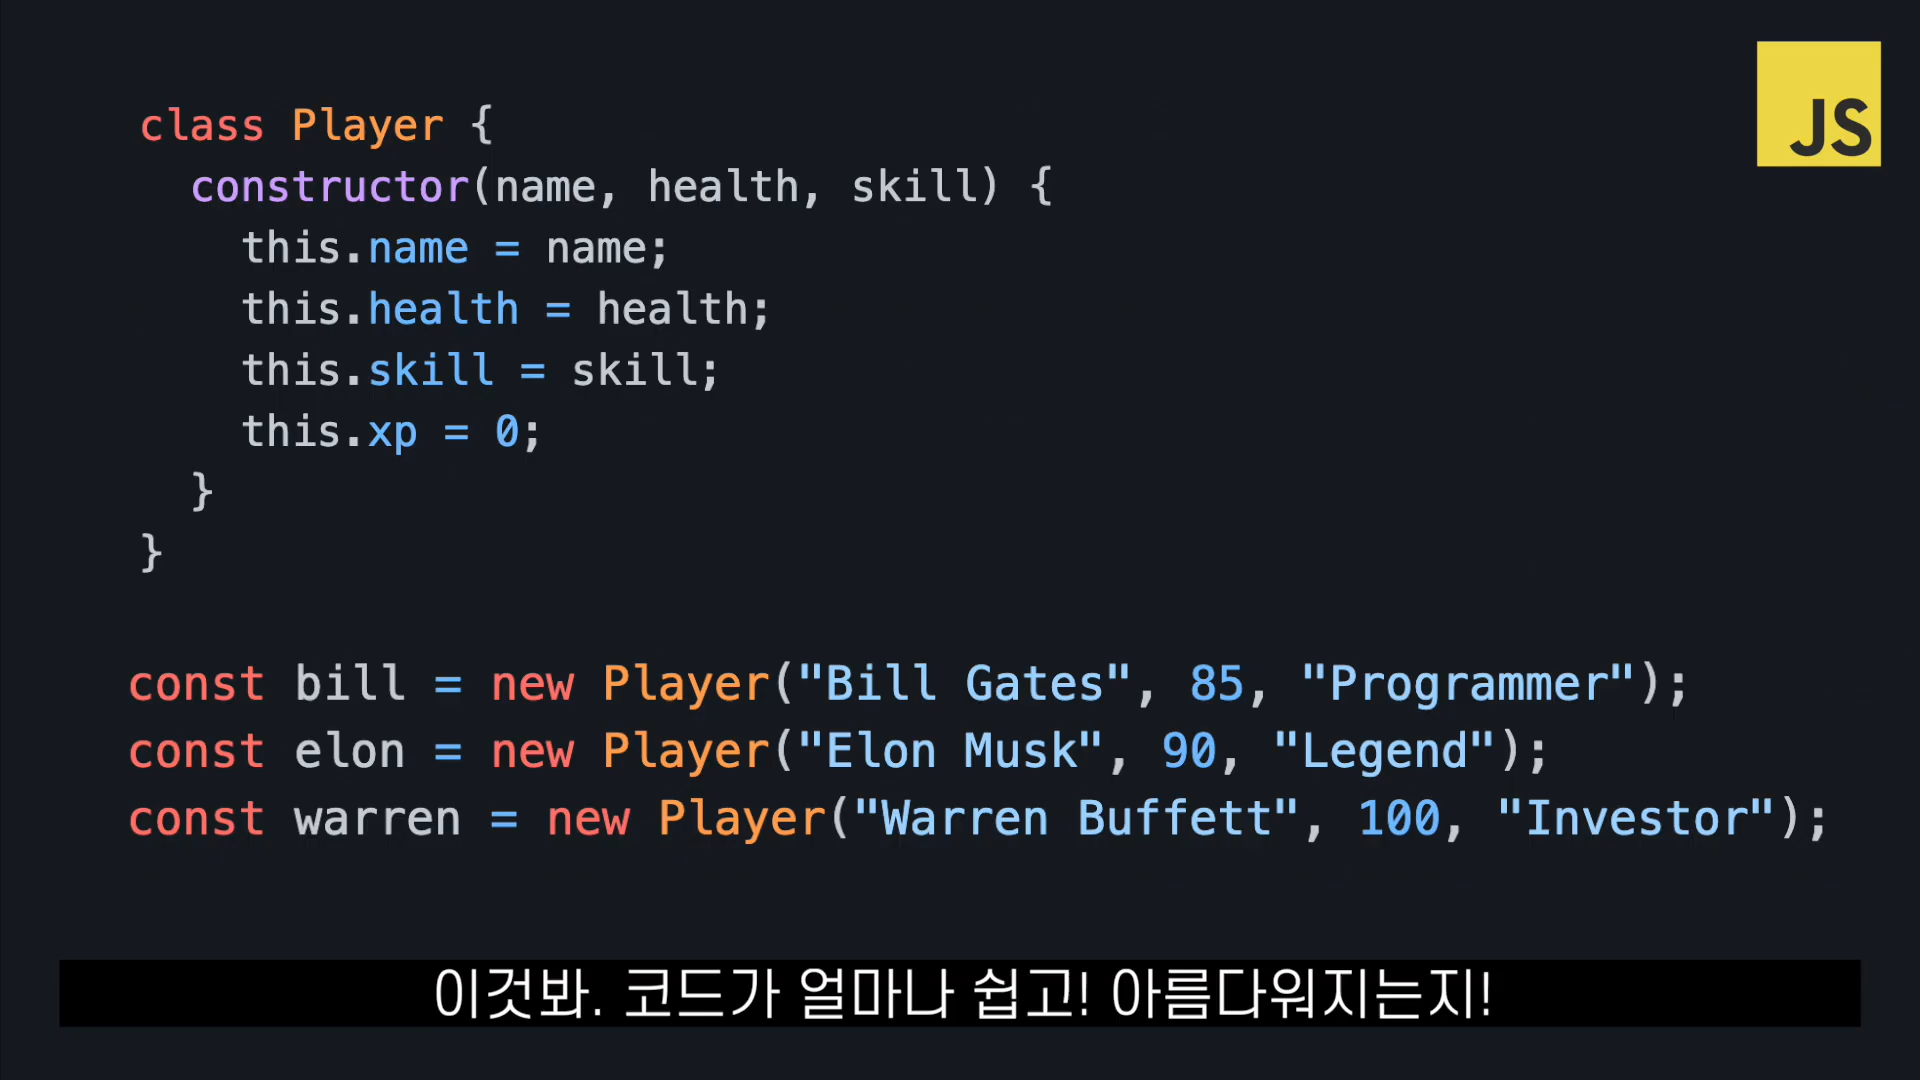 JS
class Player {
  constructor(name, health, skill) {
    this.name = name;
    this.health = health;
    this.skill = skill;
    this.xp = 0;
  }
}
const bill = new Player("Bill Gates", 85, "Programmer");
const elon = new Player("Elon Musk", 90, "Legend");
const warren = new Player("Warren Buffett", 100, "Investor");
이것봐. 코드가 얼마나 쉽고! 아름다워지는지!